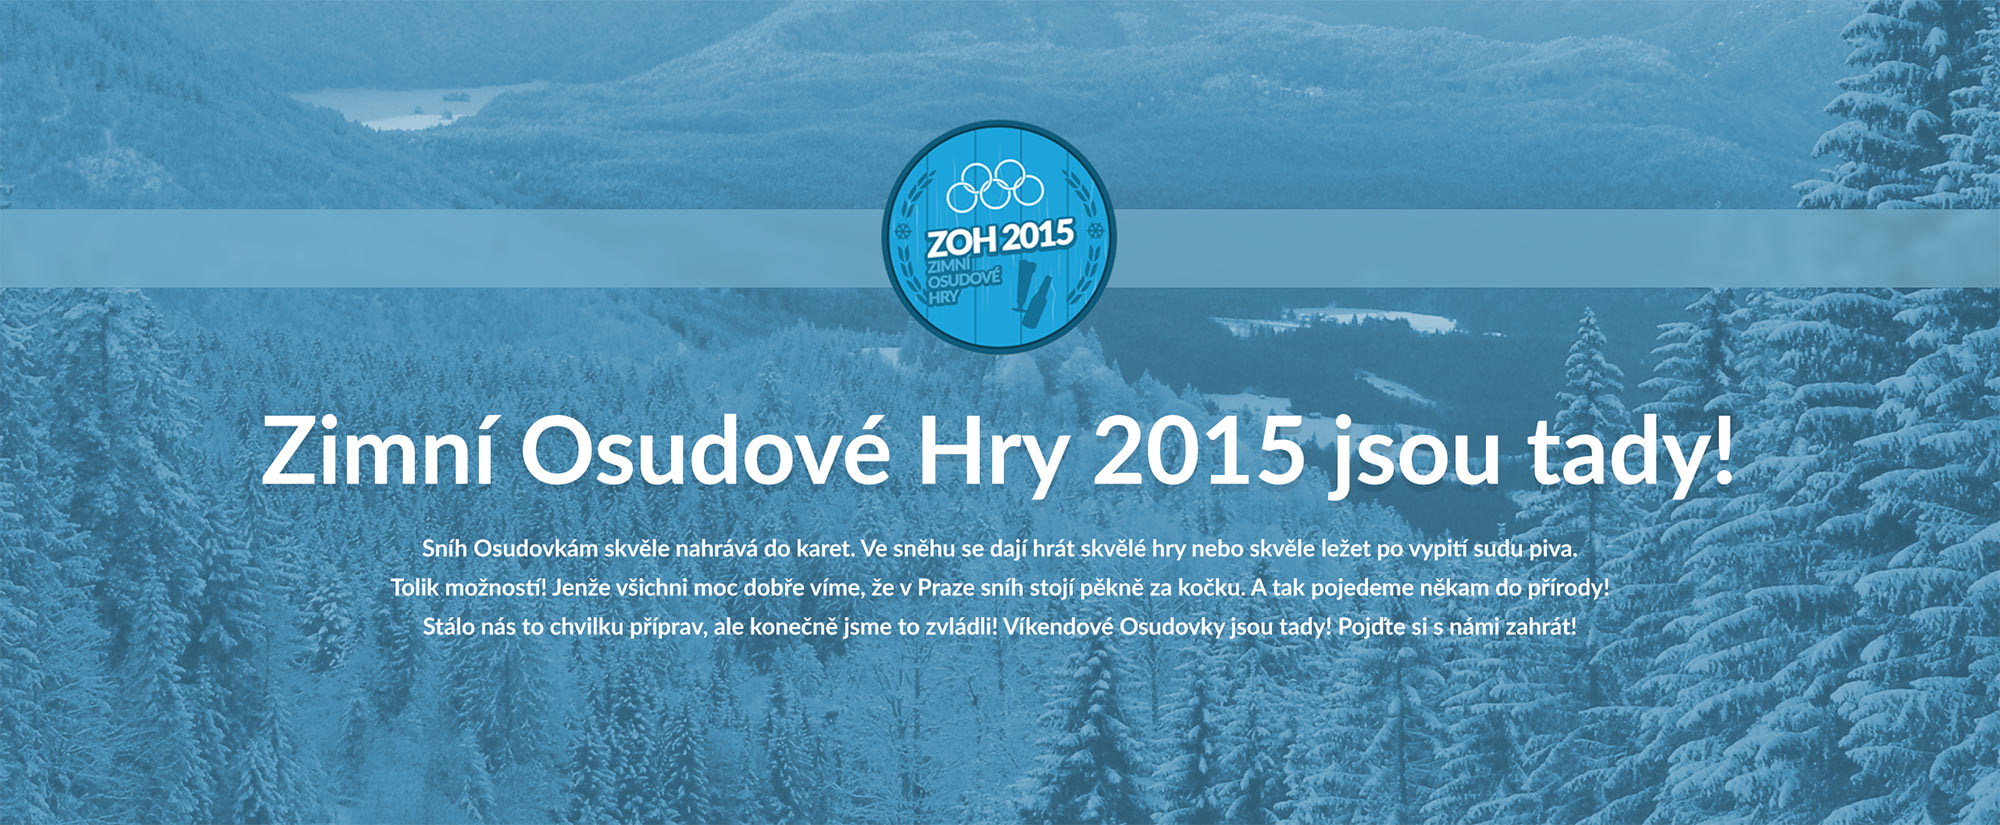 ZOH 2015
ZIMNÍ
OSUDOVÉ
HRY
Zimní Osudové Hry 2015 jsou tady!
Sníh Osudovkám skvěle nahrává do karet. Ve sněhu se dají hrát skvělé hry nebo skvěle ležet po vypití sudu piva.
Tolik možností! Jenže všichni moc dobře víme, že v Praze sníh stojí pěkně za kočku. A tak pojedeme někam do přírody!
Stálo nás to chvilku příprav, ale konečně jsme to zvládli! Víkendové Osudovky jsou tady! Pojďte si s námi zahrát!